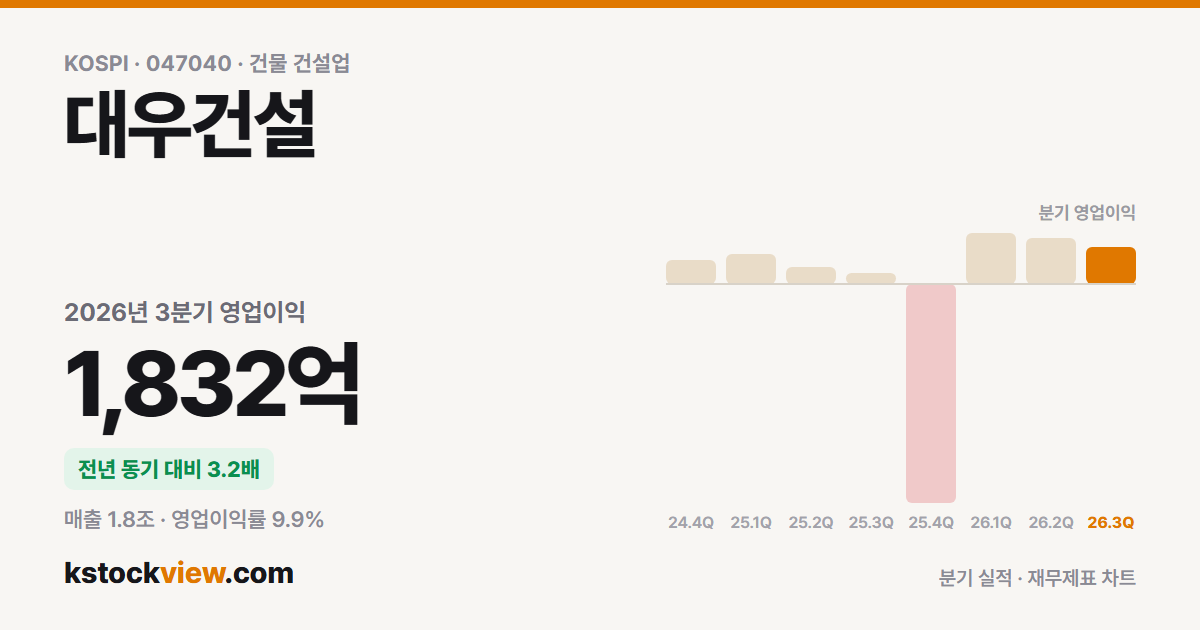 KOSPI · 047040 · 건물 건설업
대우건설
분기 영업이익
2026년 3분기 영업이익
1,832억
전년 동기 대비 3.2배
매출 1.8조 · 영업이익률 9.9%
24.4Q 25.1Q 25.2Q 25.3Q 25.4Q 26.1Q 26.2Q 26.3Q
kstockview.com
분기 실적 · 재무제표 차트